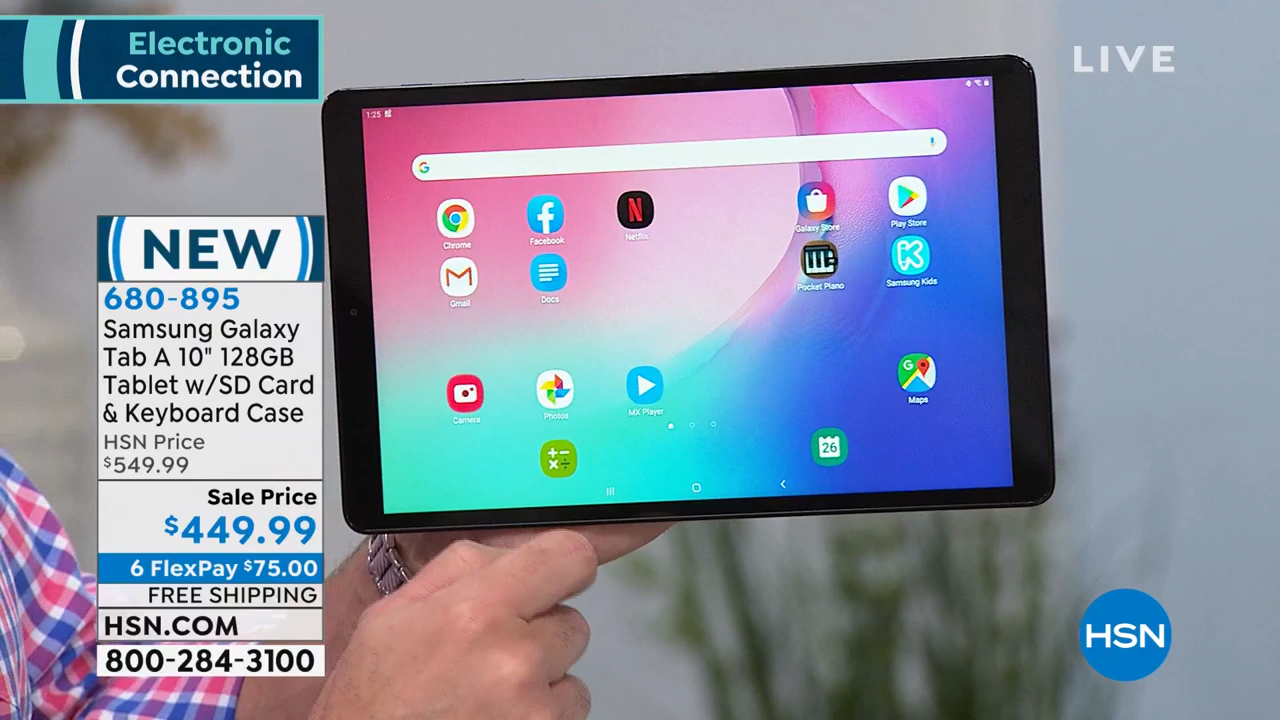 Electronic
Connection
LIVE
NEW
680-895
Samsung Galaxy
Tab A 10" 128GB
Tablet w/SD Card
& Keyboard Case
HSN Price
$549.99
Sale Price
$449.99
6 FlexPay $75.00
FREE SHIPPING
HSN.COM
800-284-3100
1:25
G
Chrome
Facebook
Netflix
Galaxy Store
Play Store
Gmail
Docs
Pocket Piano
Samsung Kids
Camera
Photos
MX Player
Maps
26
HSN